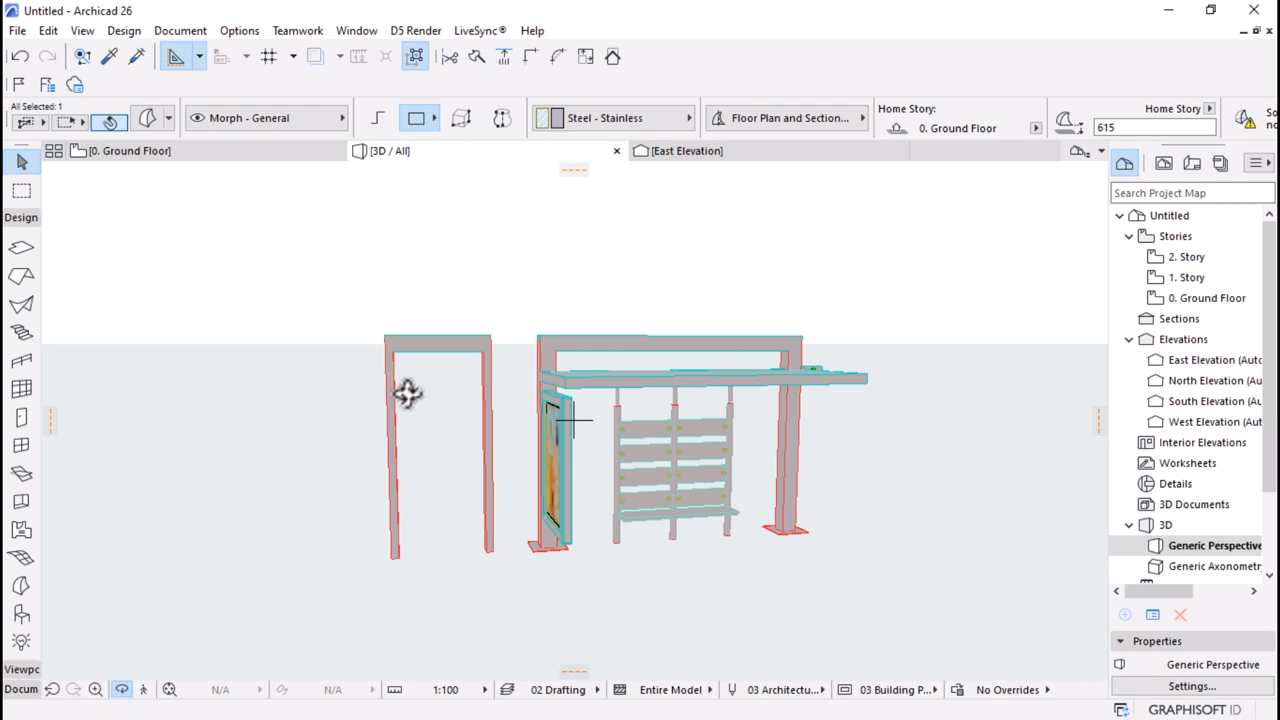 Untitled - Archicad 26
File Edit View Design Document Options Teamwork Window D5 Render LiveSync® Help
All Selected: 1
Morph - General
Steel - Stainless
Floor Plan and Section...
Home Story:
0. Ground Floor
Home Story
615
So
no
[0. Ground Floor]
[3D / All]
[East Elevation]
Search Project Map
Design
Untitled
Stories
2. Story
1. Story
0. Ground Floor
Sections
Elevations
East Elevation (Auto
North Elevation (Aut
South Elevation (Aut
West Elevation (Aut
Interior Elevations
Worksheets
Details
3D Documents
3D
Generic Perspective
Generic Axonometr
Properties
Generic Perspective
Settings...
Viewpc
Docum
N/A
N/A
1:100
02 Drafting
Entire Model
03 Architectu...
03 Building P...
No Overrides
GRAPHISOFT ID